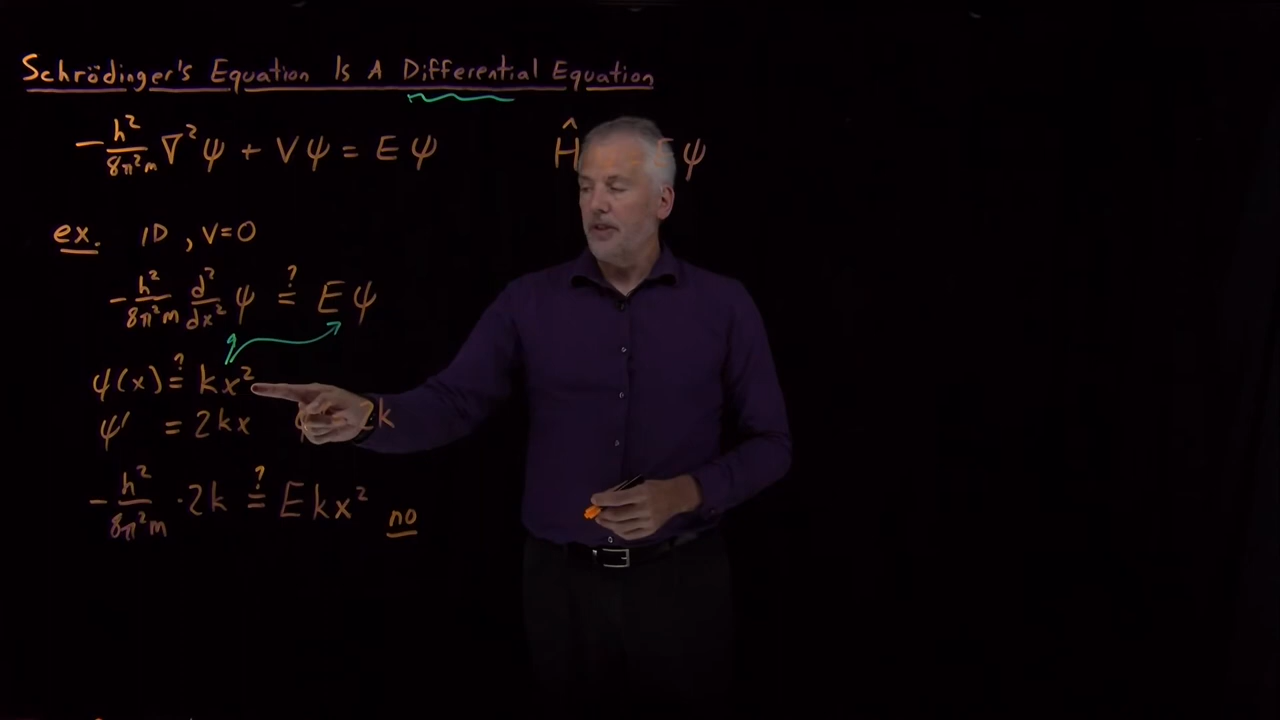 Schrödinger's Equation Is A Differential Equation
-h²/8π²m ∇²ψ + Vψ = Eψ Ĥ ψ
ex. 1D, V=0
-h²/8π²m d²/dx² ψ ≟ Eψ
ψ(x) ≟ kx²
ψ' = 2kx 2k
-h²/8π²m · 2k ≟ Ekx² no